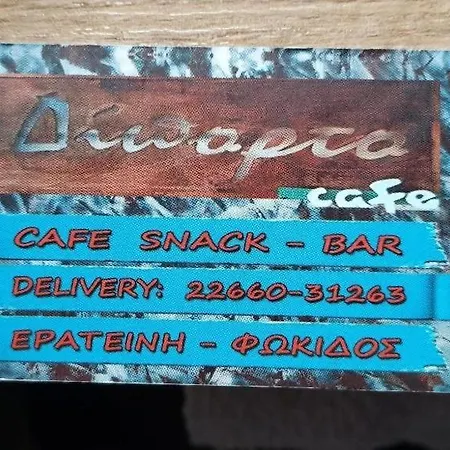 Δίπορτο
cafe
CAFE SNACK - BAR
DELIVERY: 22660-31263
ΕΡΑΤΕΙΝΗ - ΦΩΚΙΔΟΣ